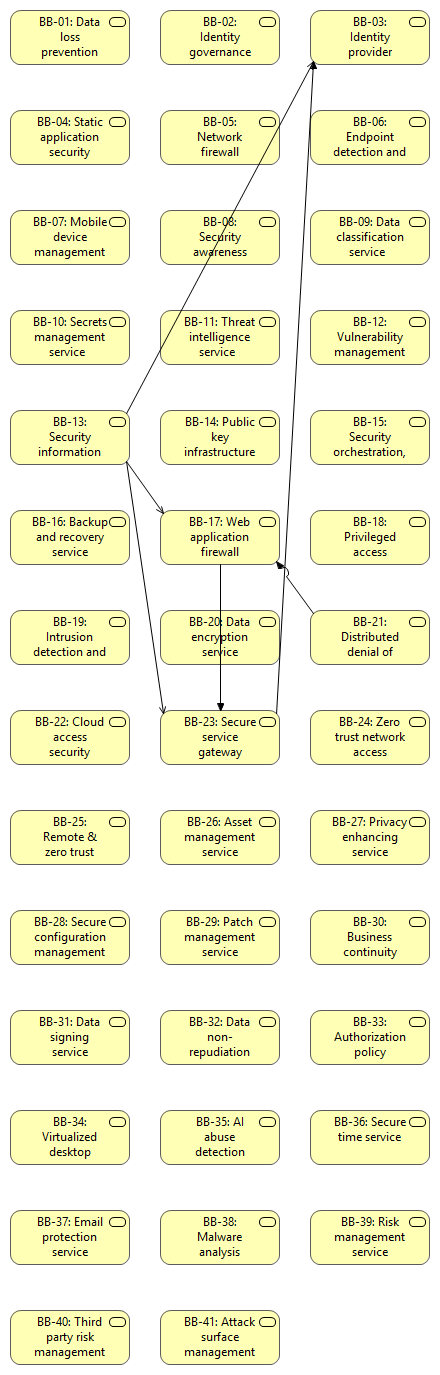 BB-01: Data
loss
prevention
BB-02:
Identity
governance
BB-03:
Identity
provider
BB-04: Static
application
security
BB-05:
Network
firewall
BB-06:
Endpoint
detection and
BB-07: Mobile
device
management
BB-08:
Security
awareness
BB-09: Data
classification
service
BB-10: Secrets
management
service
BB-11: Threat
intelligence
service
BB-12:
Vulnerability
management
BB-13:
Security
information
BB-14: Public
key
infrastructure
BB-15:
Security
orchestration,
BB-16: Backup
and recovery
service
BB-17: Web
application
firewall
BB-18:
Privileged
access
BB-19:
Intrusion
detection and
BB-20: Data
encryption
service
BB-21:
Distributed
denial of
BB-22: Cloud
access
security
BB-23: Secure
service
gateway
BB-24: Zero
trust network
access
BB-25:
Remote &
zero trust
BB-26: Asset
management
service
BB-27: Privacy
enhancing
service
BB-28: Secure
configuration
management
BB-29: Patch
management
service
BB-30:
Business
continuity
BB-31: Data
signing
service
BB-32: Data
non-
repudiation
BB-33:
Authorization
policy
BB-34:
Virtualized
desktop
BB-35: AI
abuse
detection
BB-36: Secure
time service
BB-37: Email
protection
service
BB-38:
Malware
analysis
BB-39: Risk
management
service
BB-40: Third
party risk
management
BB-41: Attack
surface
management